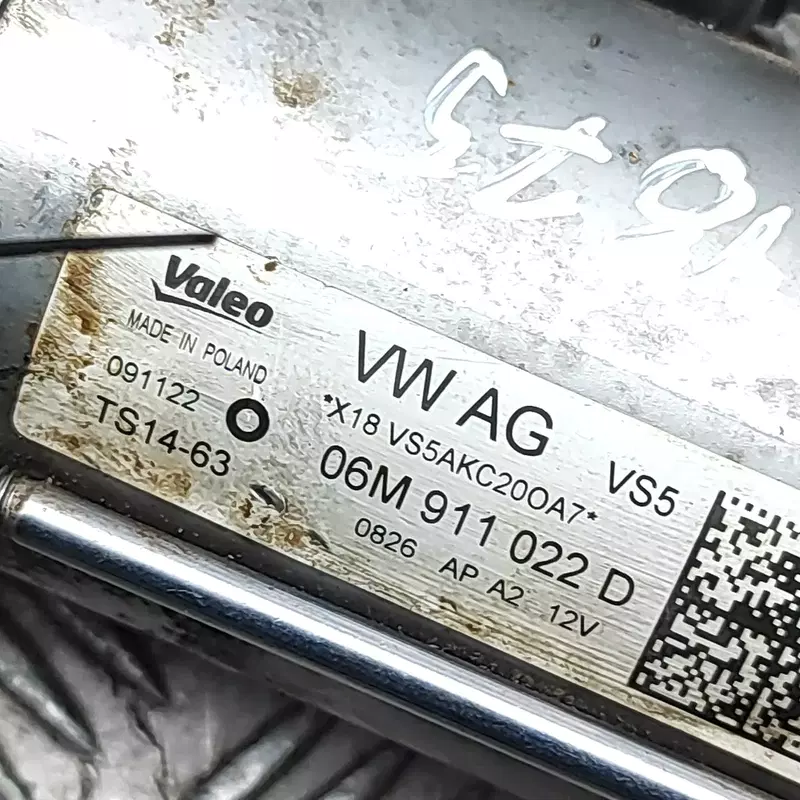 Valeo
MADE IN POLAND
091122
TS14-63
VW AG
*X18 VS5AKC20OA7*
VS5
06M 911 022 D
0826 AP A2 12V